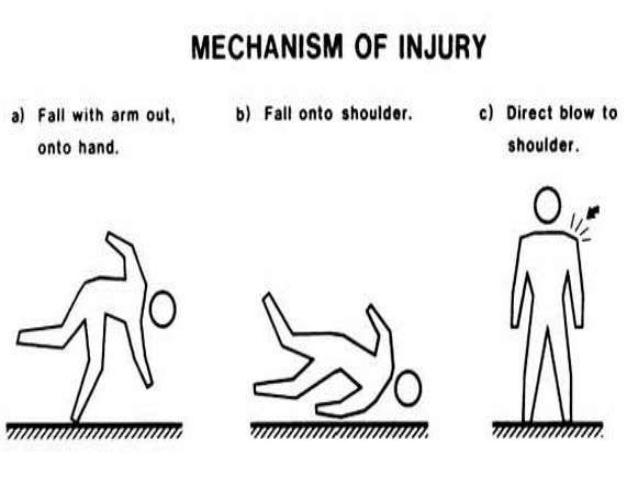 MECHANISM OF INJURY
a) Fall with arm out,
onto hand.
b) Fall onto shoulder.
c) Direct blow to
shoulder.